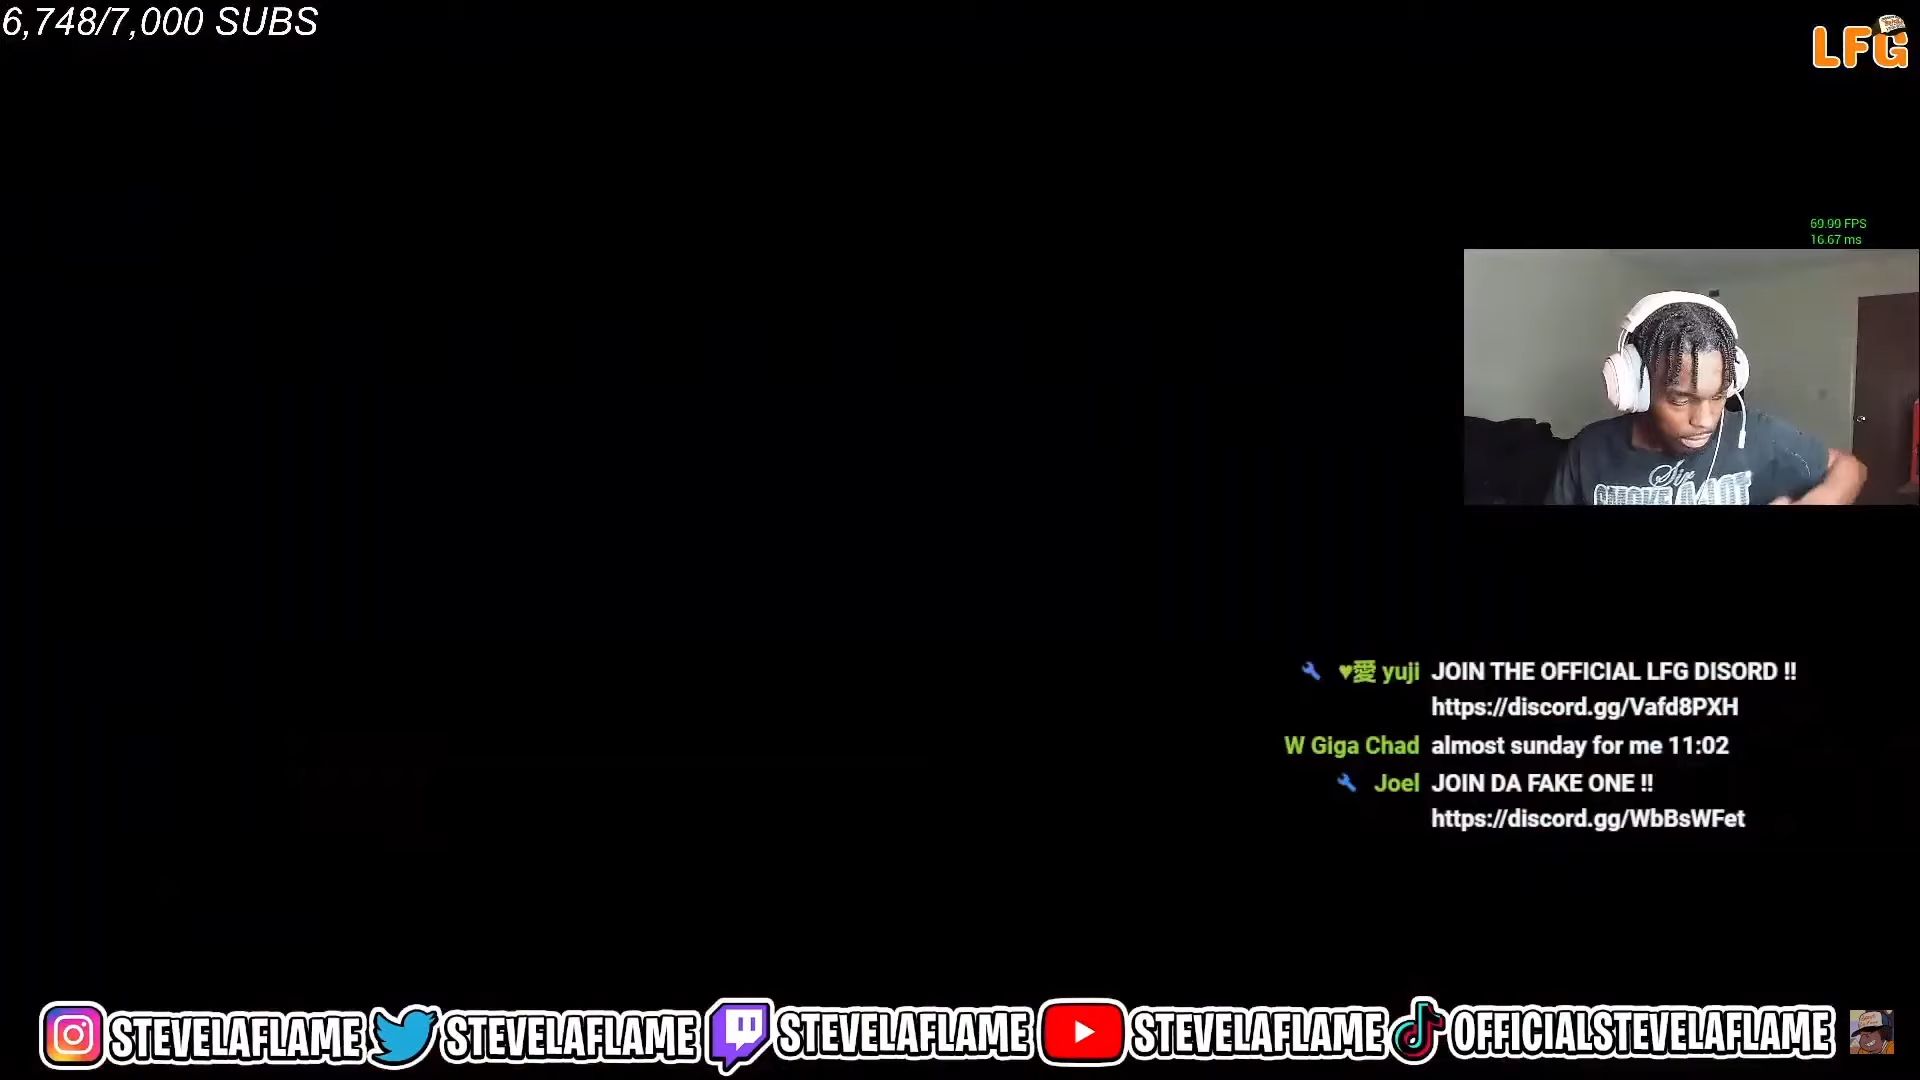 6,748/7,000 SUBS
LFG
69.99 FPS
16.67 ms
Sir
♥愛 yuji JOIN THE OFFICIAL LFG DISORD !!
https://discord.gg/Vafd8PXH
W Giga Chad almost sunday for me 11:02
Joel JOIN DA FAKE ONE !!
https://discord.gg/WbBsWFet
STEVELAFLAME STEVELAFLAME STEVELAFLAME STEVELAFLAME OFFICIALSTEVELAFLAME